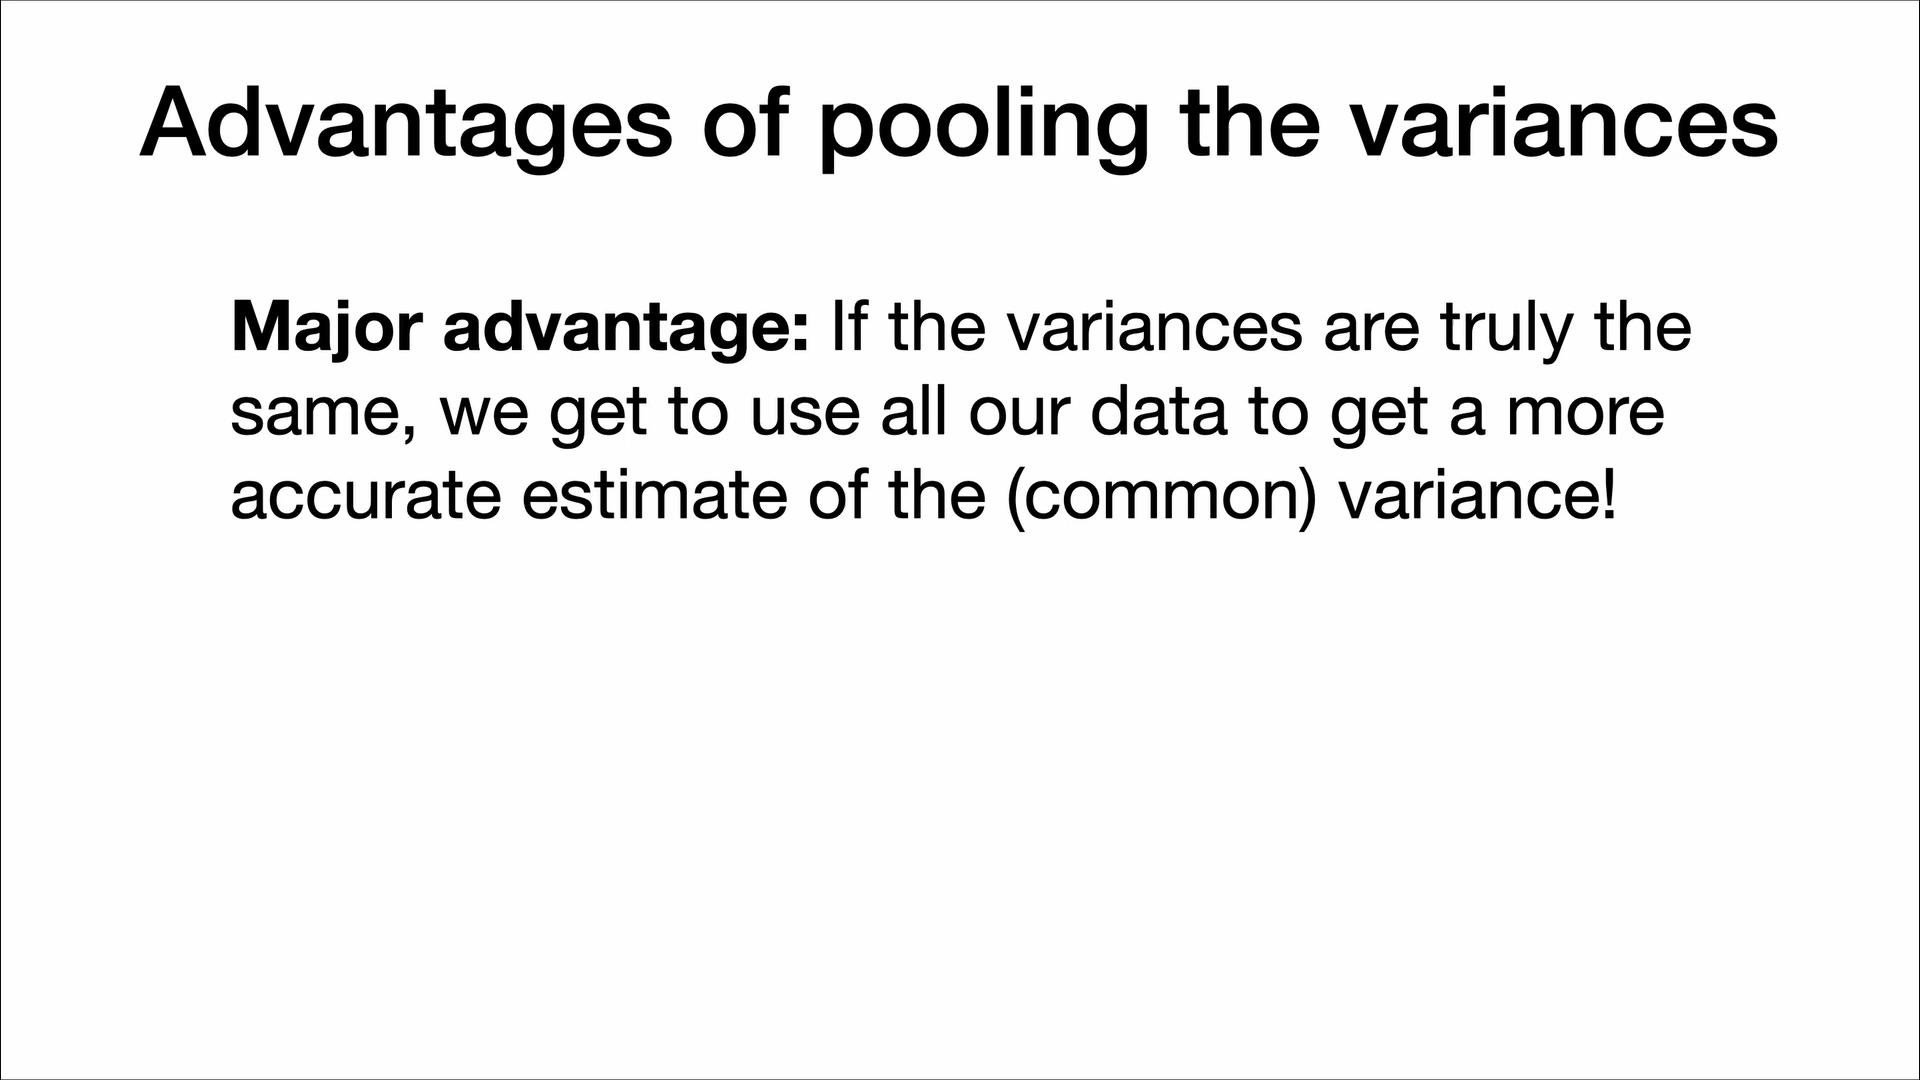 Advantages of pooling the variances
Major advantage: If the variances are truly the
same, we get to use all our data to get a more
accurate estimate of the (common) variance!